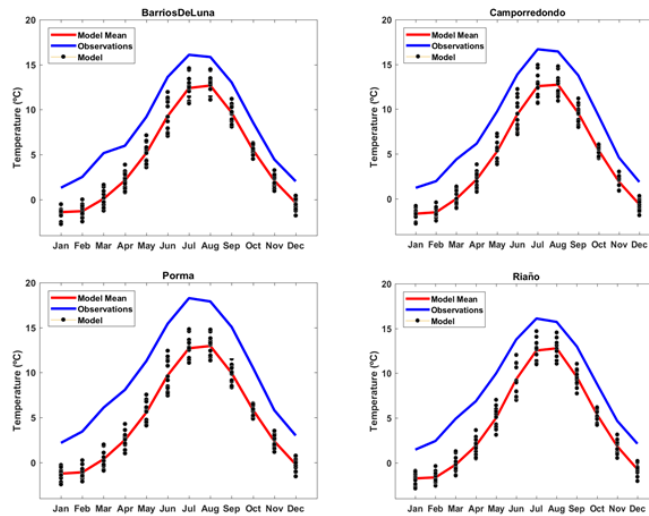 BarriosDeLuna
Model Mean
Observations
Model
Temperature (ºC)
20
15
10
5
0
Jan Feb Mar Apr May Jun Jul Aug Sep Oct Nov Dec
Camporredondo
Model Mean
Observations
Model
Temperature (ºC)
20
15
10
5
0
Jan Feb Mar Apr May Jun Jul Aug Sep Oct Nov Dec
Porma
Model Mean
Observations
Model
Temperature (ºC)
20
15
10
5
0
Jan Feb Mar Apr May Jun Jul Aug Sep Oct Nov Dec
Riaño
Model Mean
Observations
Model
Temperature (ºC)
20
15
10
5
0
Jan Feb Mar Apr May Jun Jul Aug Sep Oct Nov Dec